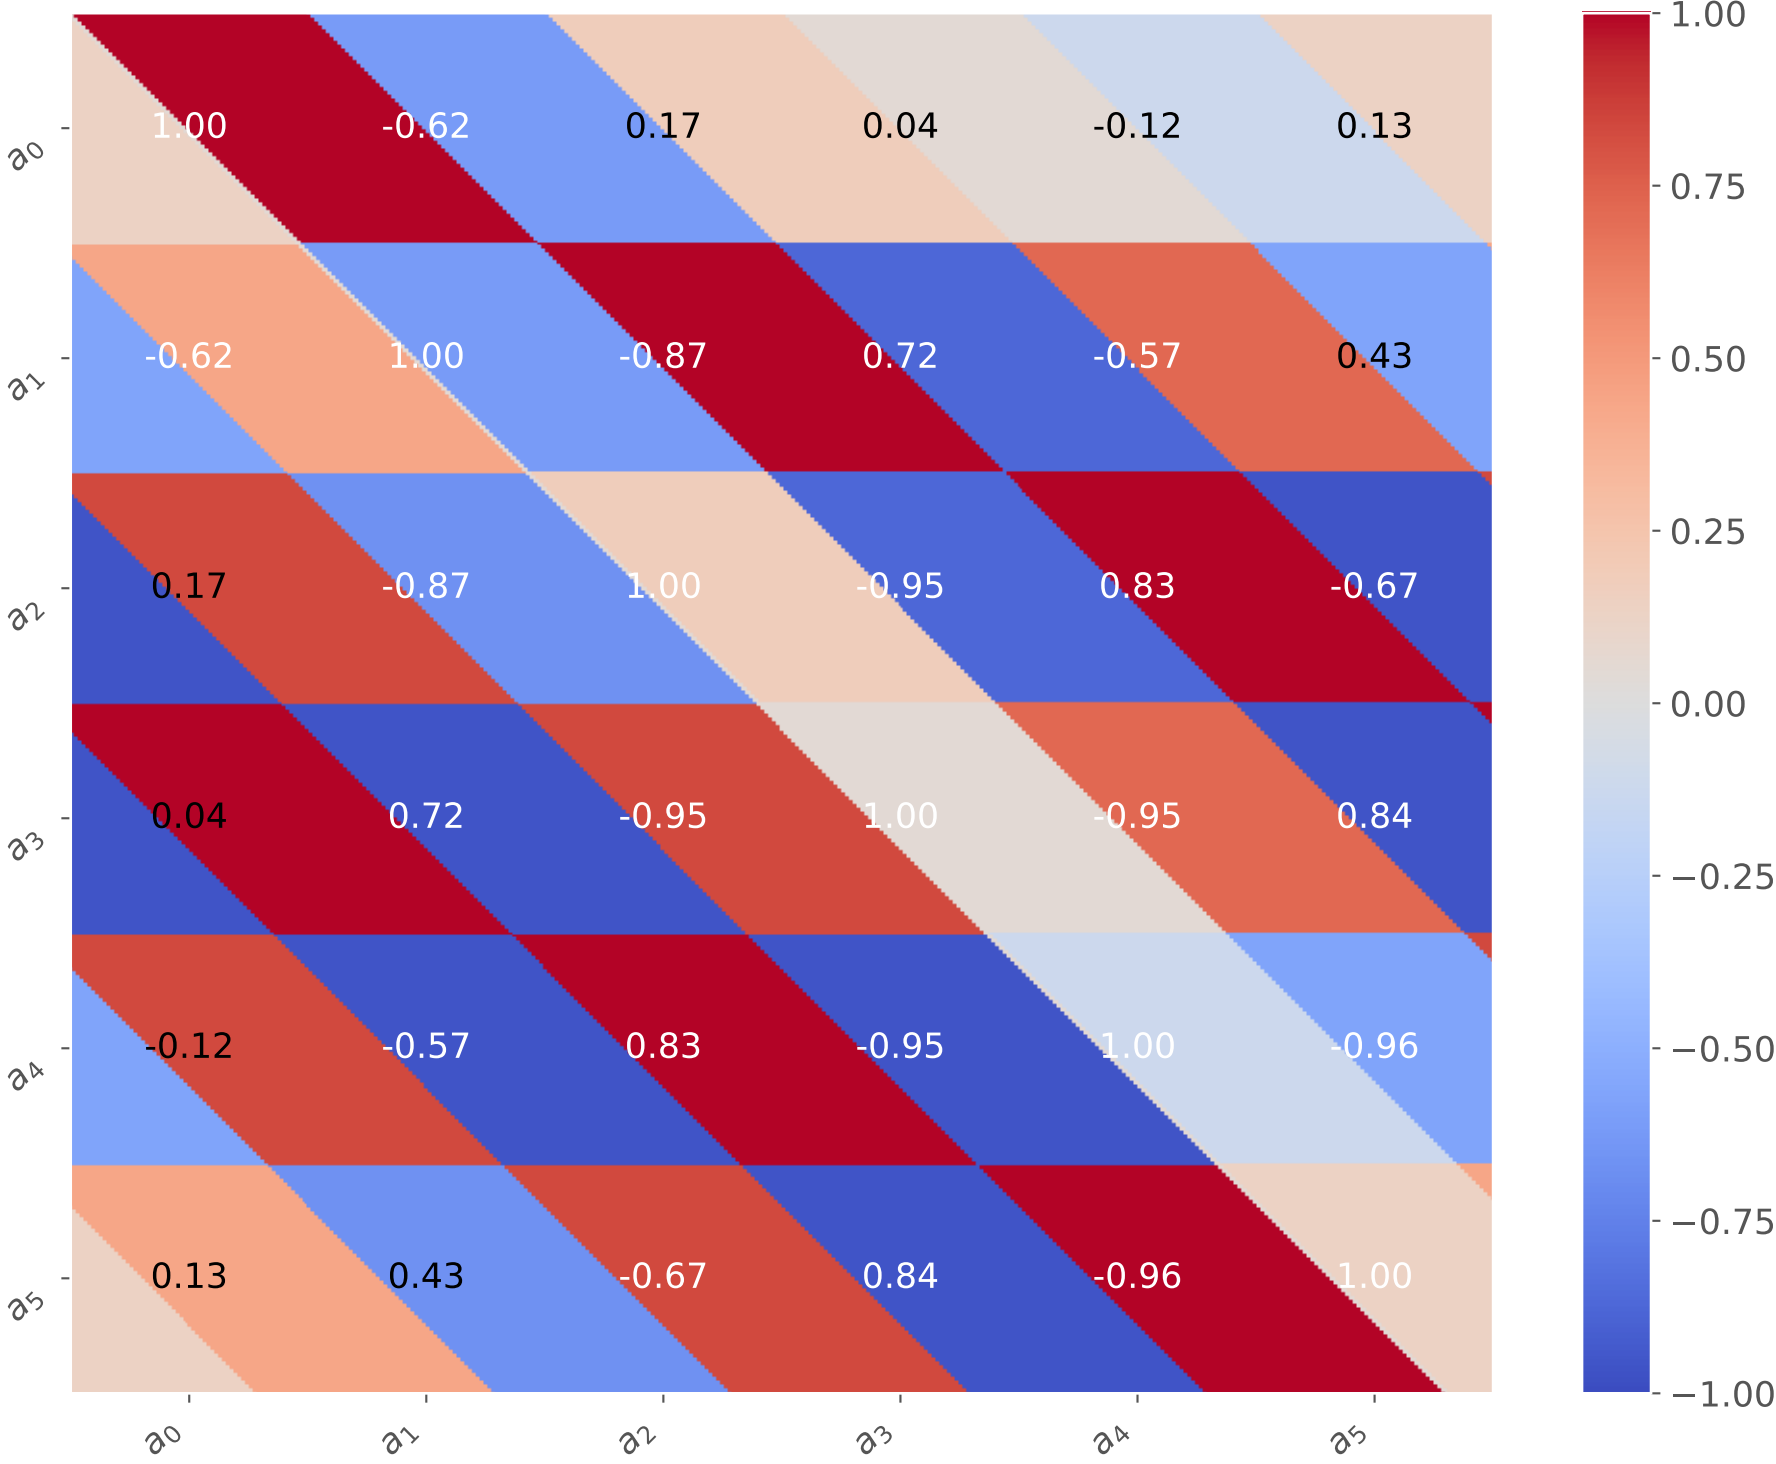 1.00
a0 1.00 -0.62 0.17 0.04 -0.12 0.13
0.75
a1 -0.62 1.00 -0.87 0.72 -0.57 0.43
0.50
0.25
a2 0.17 -0.87 1.00 -0.95 0.83 -0.67
0.00
a3 0.04 0.72 -0.95 1.00 -0.95 0.84
−0.25
a4 -0.12 -0.57 0.83 -0.95 1.00 -0.96
−0.50
−0.75
a5 0.13 0.43 -0.67 0.84 -0.96 1.00
−1.00
a0 a1 a2 a3 a4 a5